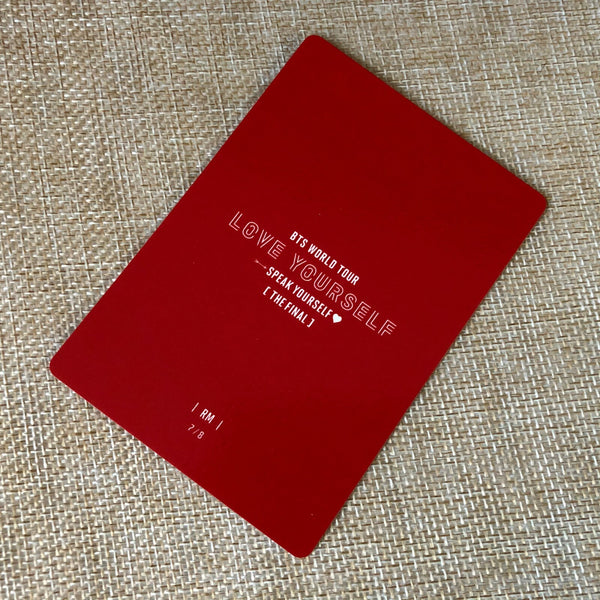 BTS WORLD TOUR
LOVE YOURSELF
SPEAK YOURSELF♥
[ THE FINAL ]
| RM |
7/8